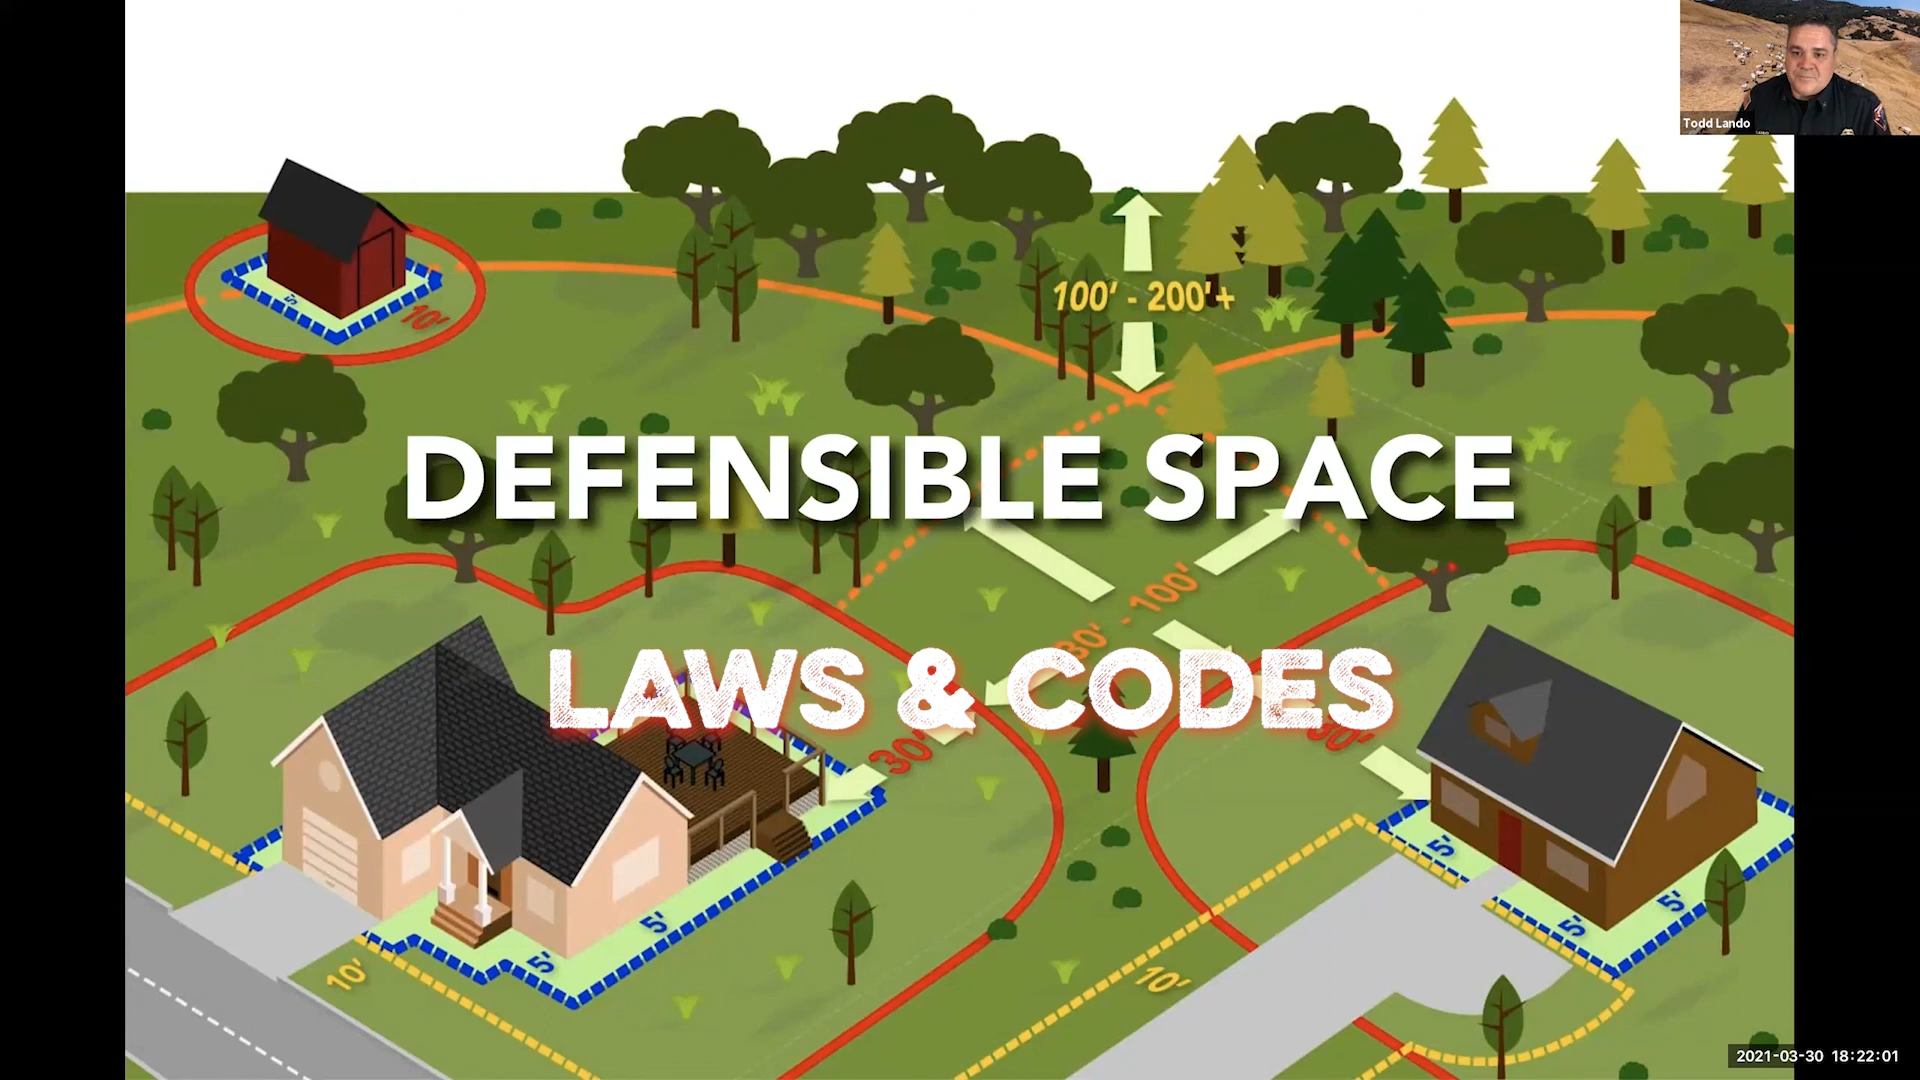 Todd Lando
5'
10'
100' - 200'+
DEFENSIBLE SPACE
30' - 100'
LAWS & CODES
30'
30'
5'
5'
5'
5'
5'
10'
10'
2021-03-30 18:22:01